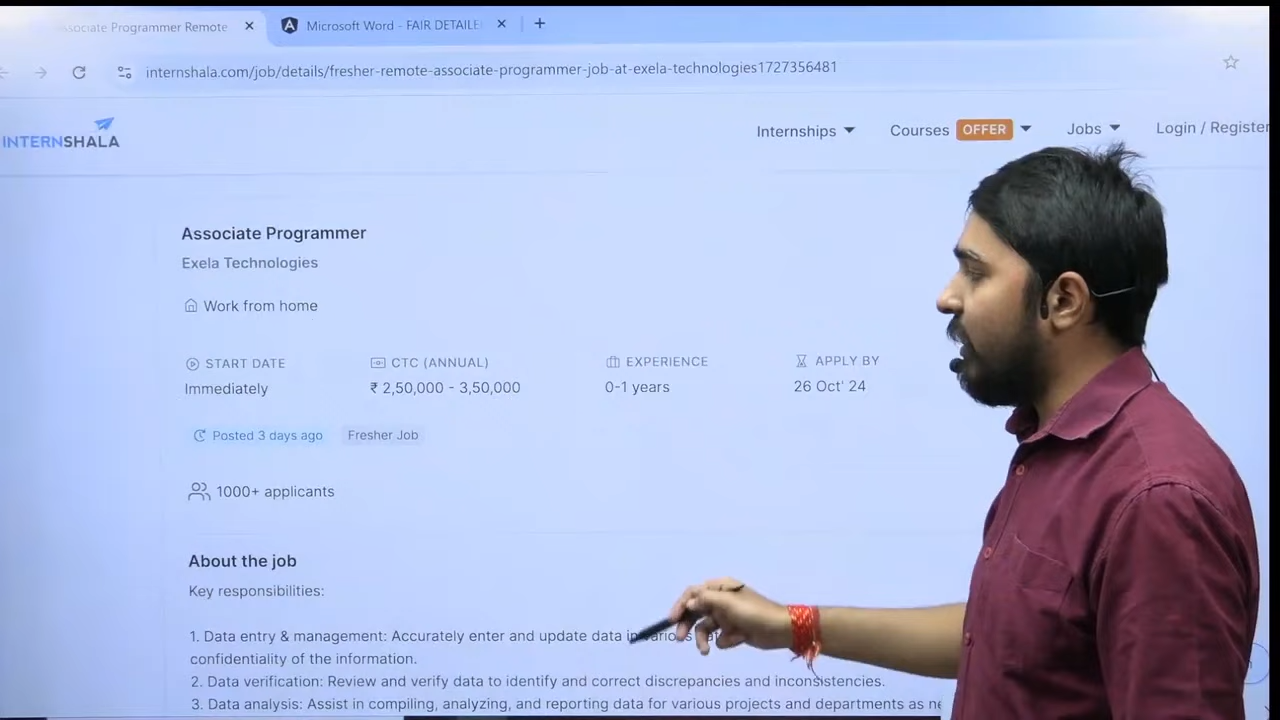 ssociate Programmer Remote
Microsoft Word - FAIR DETAILE
internshala.com/job/details/fresher-remote-associate-programmer-job-at-exela-technologies1727356481
INTERNSHALA
Internships
Courses OFFER
Jobs
Login / Register
Associate Programmer
Exela Technologies
Work from home
START DATE
Immediately
CTC (ANNUAL)
₹ 2,50,000 - 3,50,000
EXPERIENCE
0-1 years
APPLY BY
26 Oct' 24
Posted 3 days ago
Fresher Job
1000+ applicants
About the job
Key responsibilities:
1. Data entry & management: Accurately enter and update data in
confidentiality of the information.
2. Data verification: Review and verify data to identify and correct discrepancies and inconsistencies.
3. Data analysis: Assist in compiling, analyzing, and reporting data for various projects and departments as ne